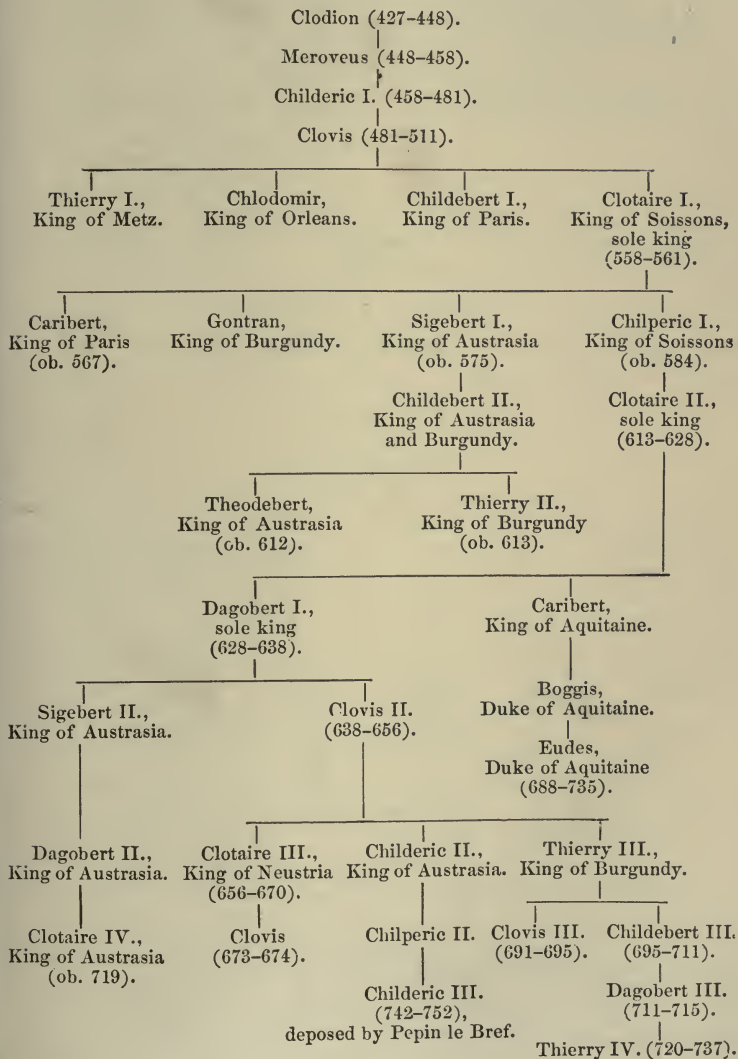 Clodion (427–448).
Meroveus (448–458).
Childeric I. (458–481).
Clovis (481–511).
Thierry I.,
King of Metz.
Chlodomir,
King of Orleans.
Childebert I.,
King of Paris.
Clotaire I.,
King of Soissons,
sole king
(558–561).
Caribert,
King of Paris
(ob. 567).
Gontran,
King of Burgundy.
Sigebert I.,
King of Austrasia
(ob. 575).
Chilperic I.,
King of Soissons
(ob. 584).
Childebert II.,
King of Austrasia
and Burgundy.
Clotaire II.,
sole king
(613–628).
Theodebert,
King of Austrasia
(ob. 612).
Thierry II.,
King of Burgundy
(ob. 613).
Dagobert I.,
sole king
(628–638).
Caribert,
King of Aquitaine.
Sigebert II.,
King of Austrasia.
Clovis II.
(638–656).
Boggis,
Duke of Aquitaine.
Eudes,
Duke of Aquitaine
(688–735).
Dagobert II.,
King of Austrasia.
Clotaire III.,
King of Neustria
(656–670).
Childeric II.,
King of Austrasia.
Thierry III.,
King of Burgundy.
Clotaire IV.,
King of Austrasia
(ob. 719).
Clovis
(673–674).
Chilperic II.
Clovis III.
(691–695).
Childebert III.
(695–711).
Childeric III.
(742–752),
deposed by Pepin le Bref.
Dagobert III.
(711–715).
Thierry IV. (720–737).